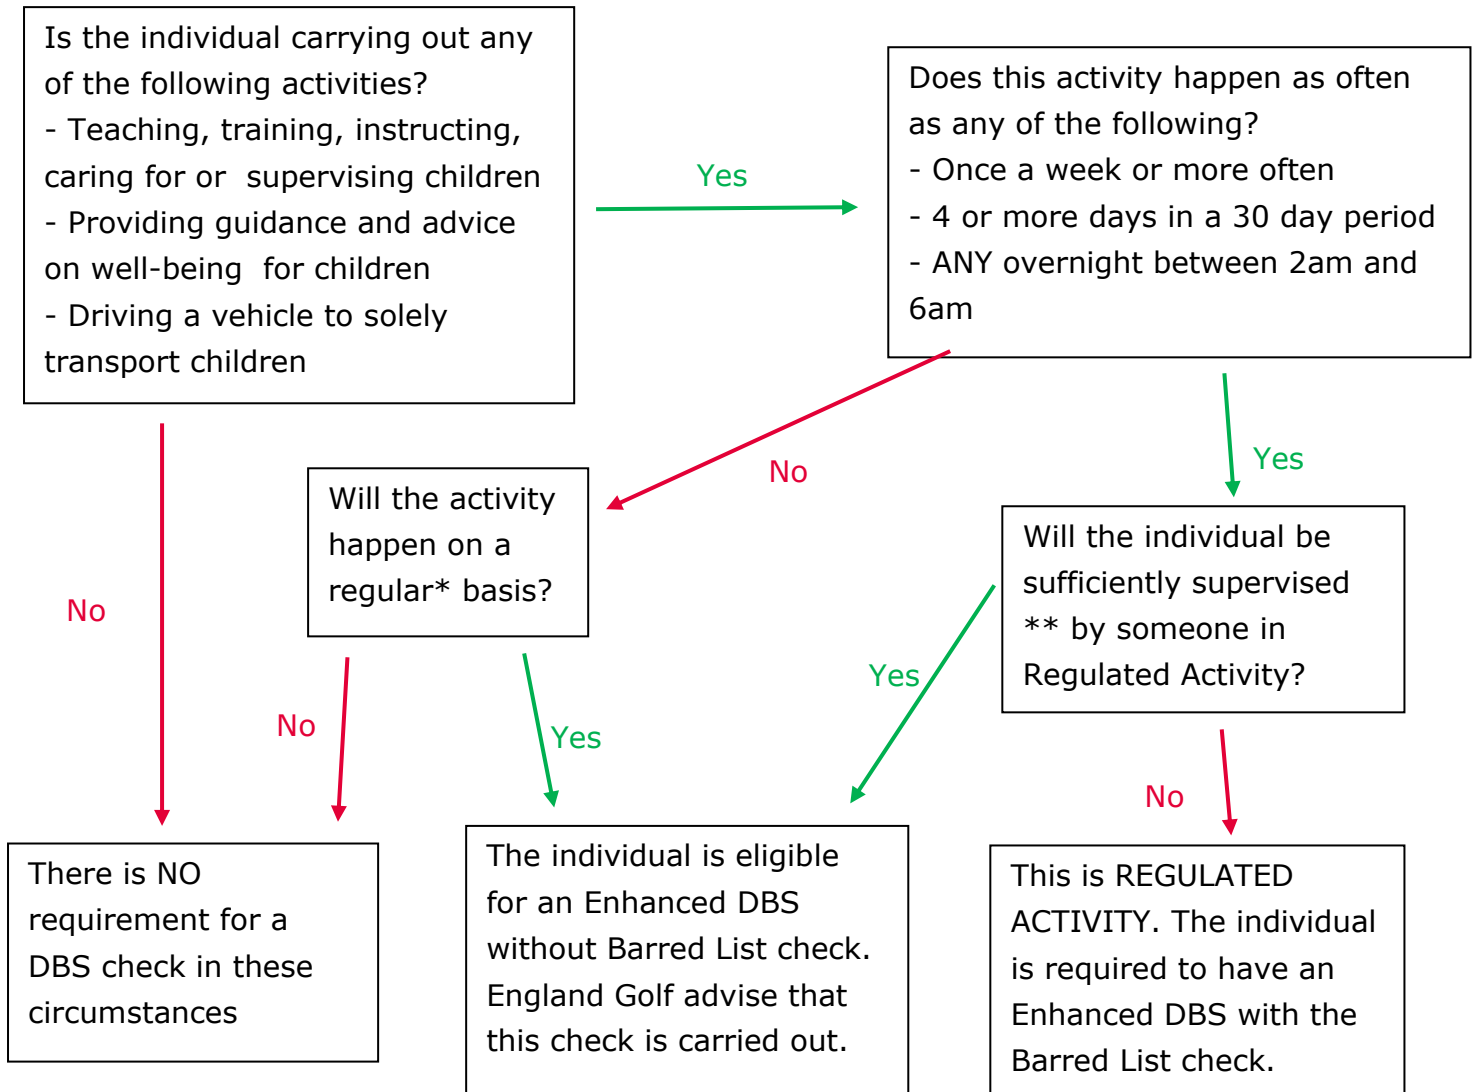 Is the individual carrying out any
of the following activities?
- Teaching, training, instructing,
caring for or  supervising children
- Providing guidance and advice
on well-being  for children
- Driving a vehicle to solely
transport children
Yes
Does this activity happen as often
as any of the following?
- Once a week or more often
- 4 or more days in a 30 day period
- ANY overnight between 2am and
6am
No
No
Yes
Will the activity
happen on a
regular* basis?
Will the individual be
sufficiently supervised
** by someone in
Regulated Activity?
No
Yes
Yes
No
There is NO
requirement for a
DBS check in these
circumstances
The individual is eligible
for an Enhanced DBS
without Barred List check.
England Golf advise that
this check is carried out.
This is REGULATED
ACTIVITY. The individual
is required to have an
Enhanced DBS with the
Barred List check.